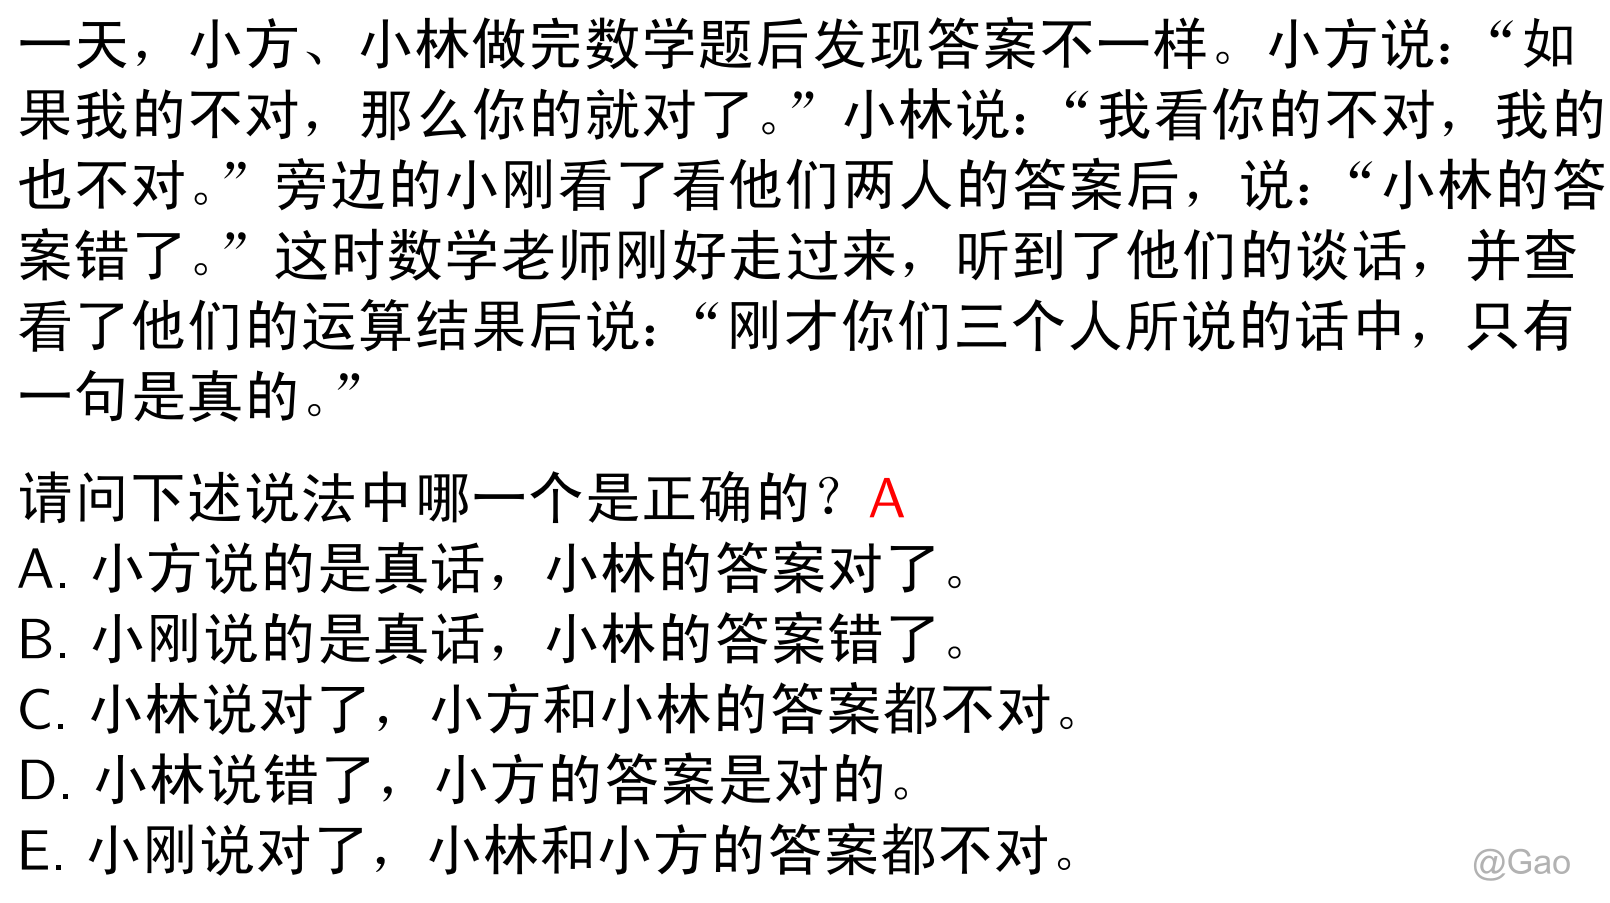 一天，小方、小林做完数学题后发现答案不一样。小方说：“如
果我的不对，那么你的就对了。”小林说：“我看你的不对，我的
也不对。”旁边的小刚看了看他们两人的答案后，说：“小林的答
案错了。”这时数学老师刚好走过来，听到了他们的谈话，并查
看了他们的运算结果后说：“刚才你们三个人所说的话中，只有
一句是真的。”
请问下述说法中哪一个是正确的？A
A. 小方说的是真话，小林的答案对了。
B. 小刚说的是真话，小林的答案错了。
C. 小林说对了，小方和小林的答案都不对。
D. 小林说错了，小方的答案是对的。
E. 小刚说对了，小林和小方的答案都不对。
@Gao